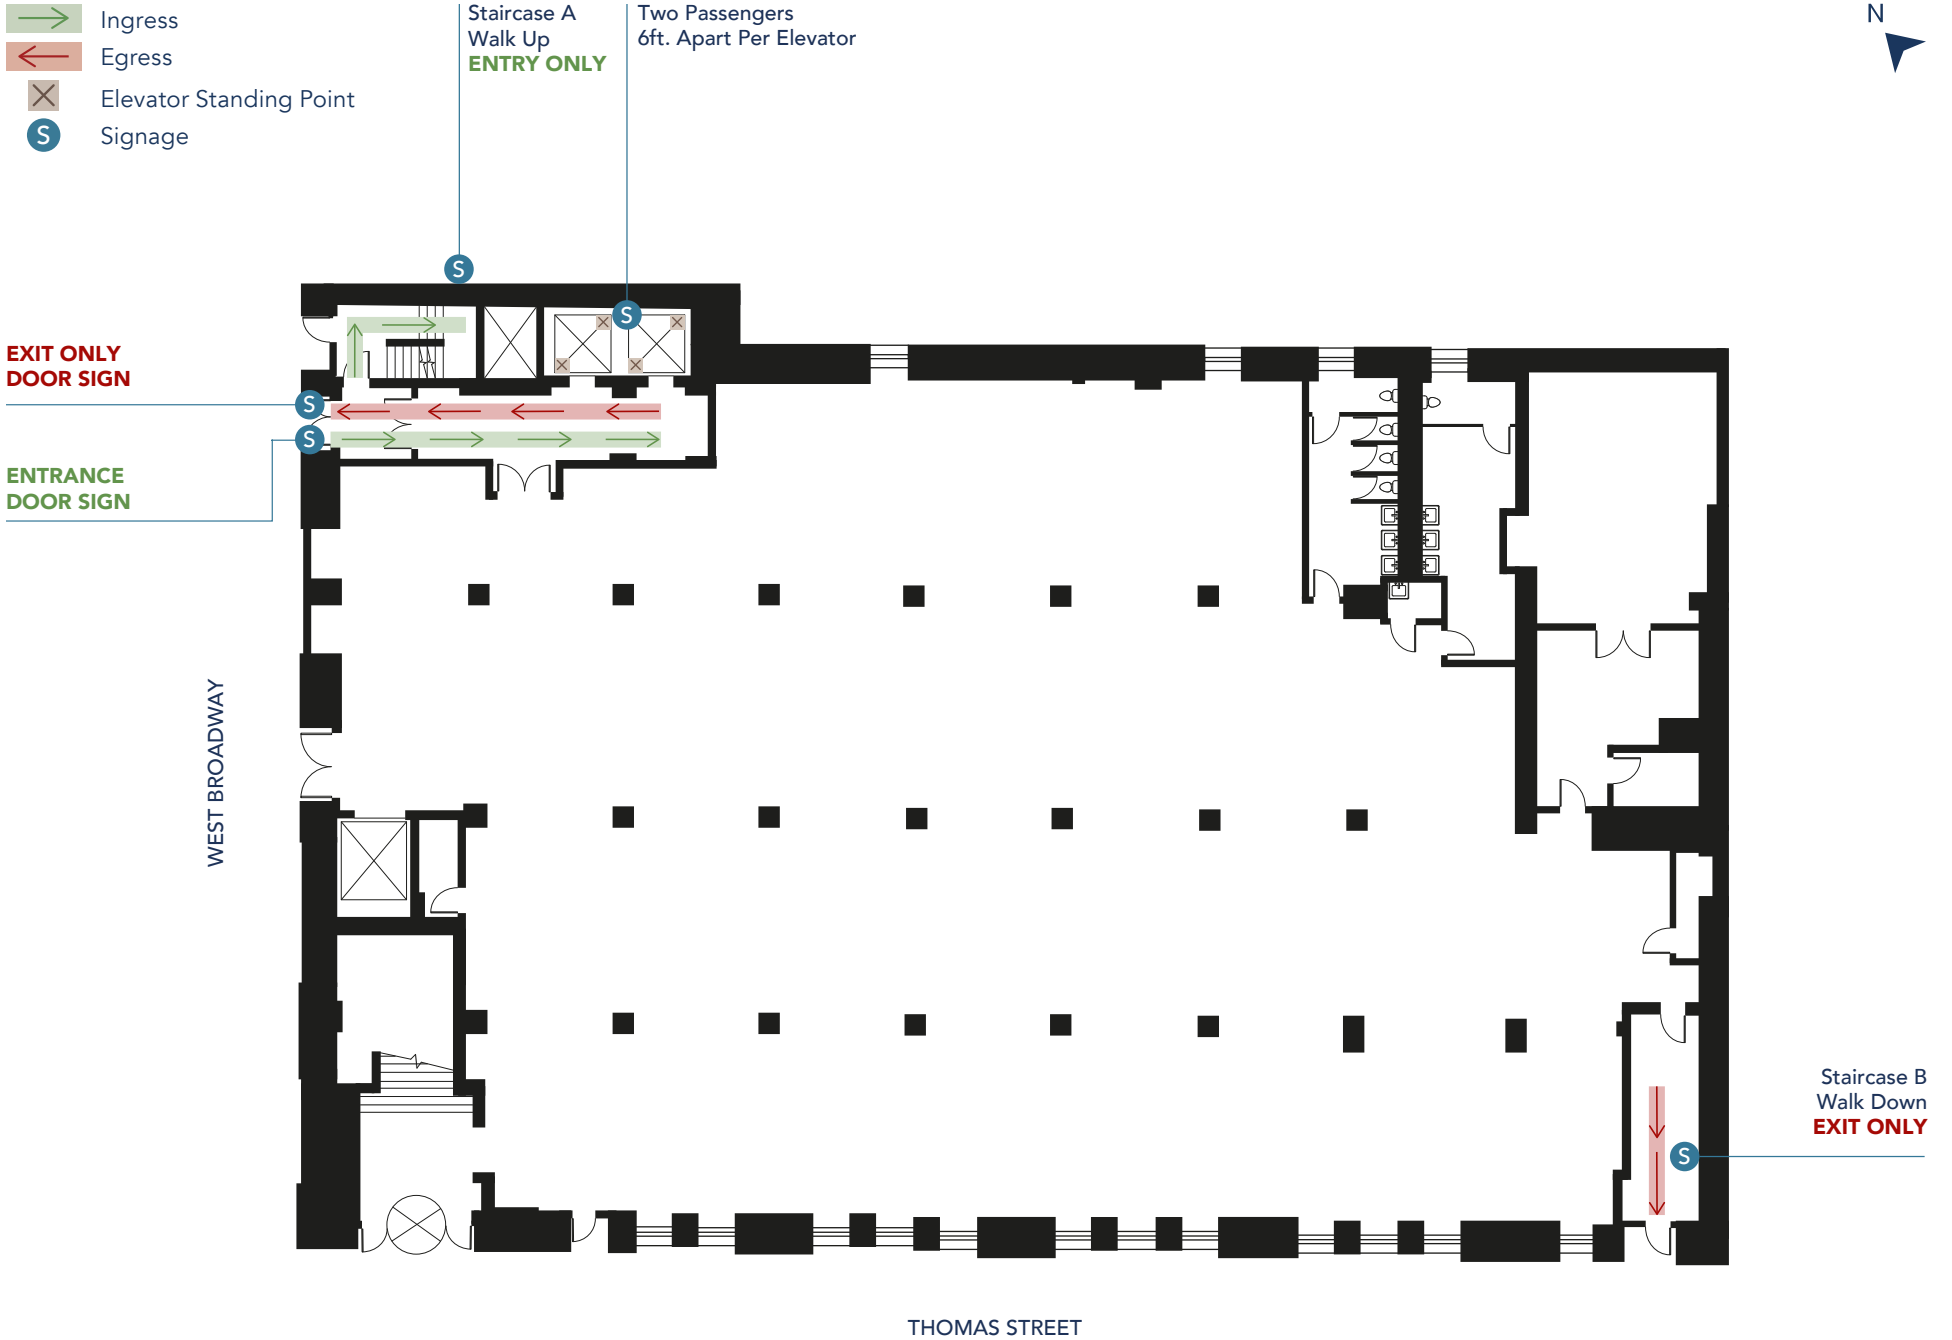 Ingress
Egress
Elevator Standing Point
S
Signage
Staircase A
Walk Up
ENTRY ONLY
Two Passengers
6ft. Apart Per Elevator
N
S
S
EXIT ONLY
DOOR SIGN
S
S
ENTRANCE
DOOR SIGN
WEST BROADWAY
Staircase B
Walk Down
EXIT ONLY
S
THOMAS STREET